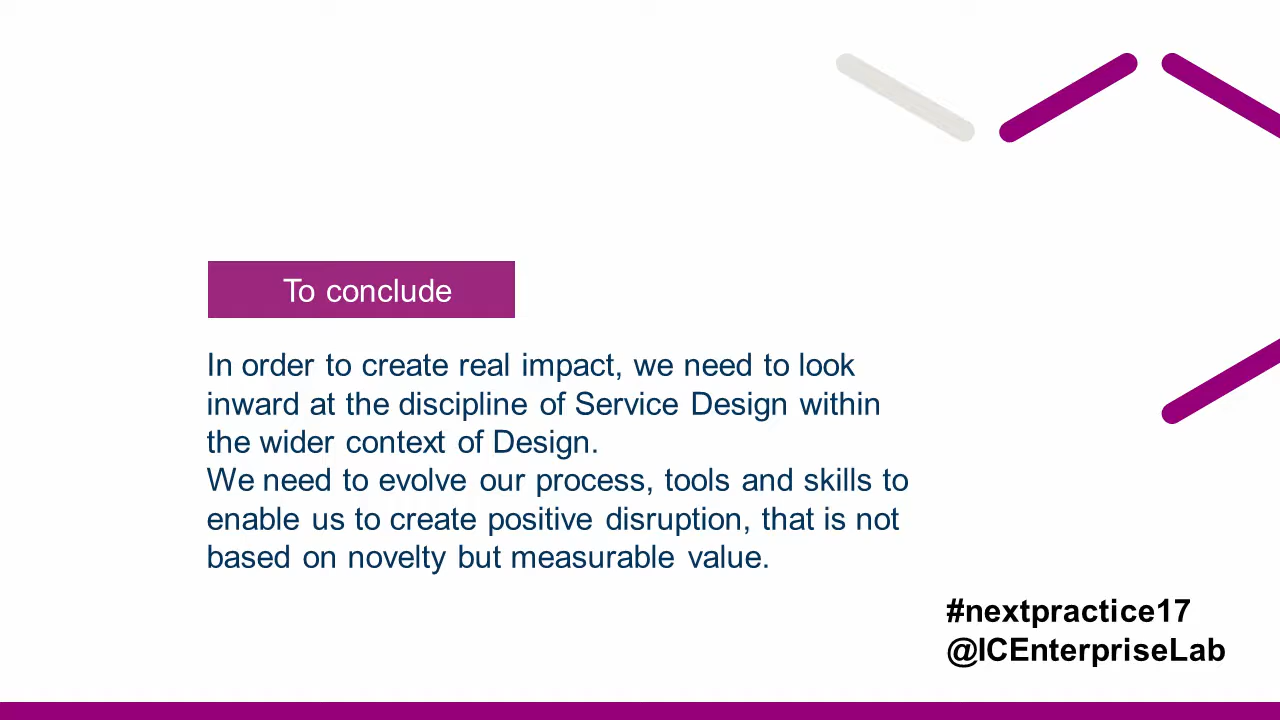 To conclude
In order to create real impact, we need to look
inward at the discipline of Service Design within
the wider context of Design.
We need to evolve our process, tools and skills to
enable us to create positive disruption, that is not
based on novelty but measurable value.
#nextpractice17
@ICEnterpriseLab